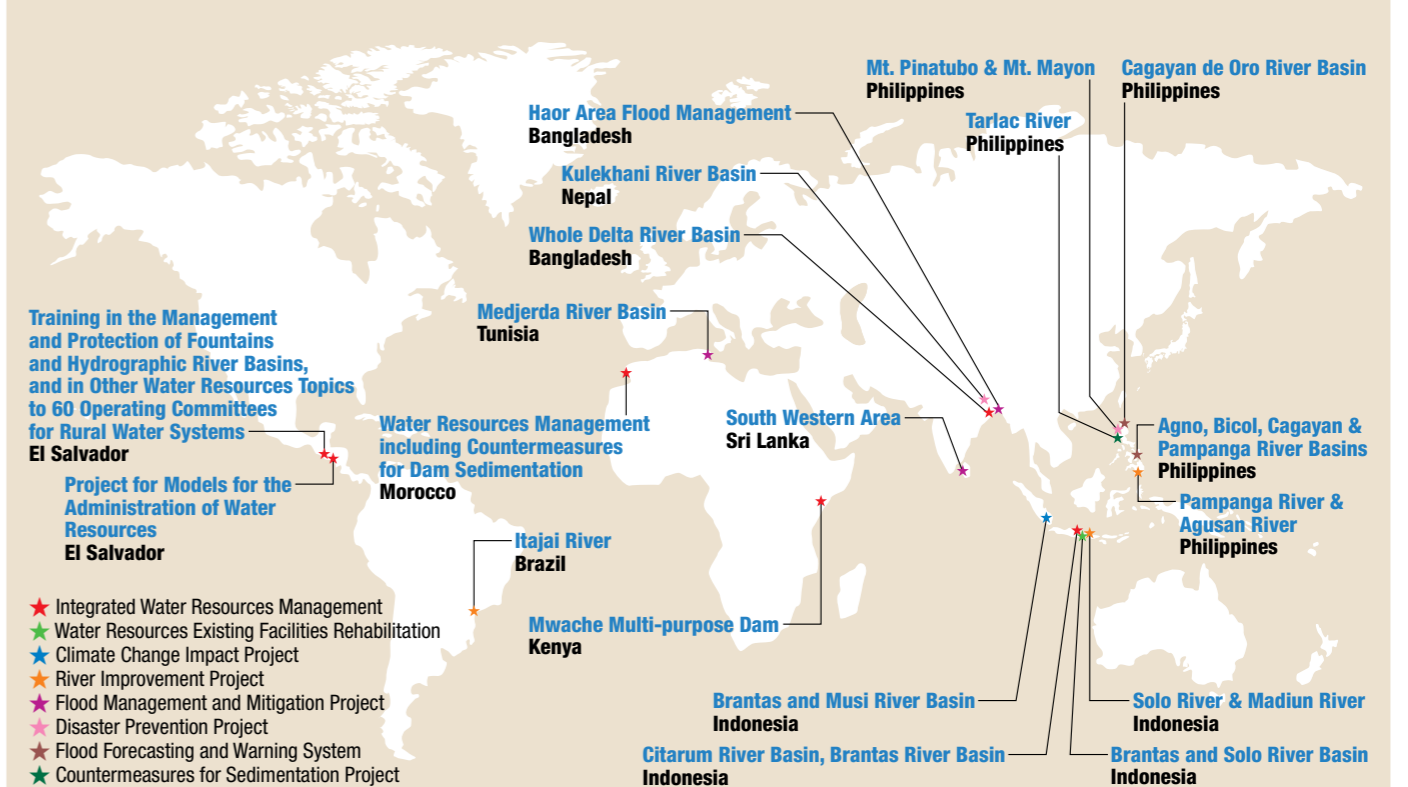 Mt. Pinatubo & Mt. Mayon
Philippines
Cagayan de Oro River Basin
Philippines
Haor Area Flood Management
Bangladesh
Tarlac River
Philippines
Kulekhani River Basin
Nepal
Whole Delta River Basin
Bangladesh
Medjerda River Basin
Tunisia
Training in the Management
and Protection of Fountains
and Hydrographic River Basins,
and in Other Water Resources Topics
to 60 Operating Committees
for Rural Water Systems
El Salvador
Water Resources Management
including Countermeasures
for Dam Sedimentation
Morocco
South Western Area
Sri Lanka
Agno, Bicol, Cagayan &
Pampanga River Basins
Philippines
Project for Models for the
Administration of Water
Resources
El Salvador
Pampanga River &
Agusan River
Philippines
Itajai River
Brazil
Mwache Multi-purpose Dam
Kenya
Integrated Water Resources Management
Water Resources Existing Facilities Rehabilitation
Climate Change Impact Project
River Improvement Project
Flood Management and Mitigation Project
Disaster Prevention Project
Flood Forecasting and Warning System
Countermeasures for Sedimentation Project
Brantas and Musi River Basin
Indonesia
Solo River & Madiun River
Indonesia
Citarum River Basin, Brantas River Basin
Indonesia
Brantas and Solo River Basin
Indonesia